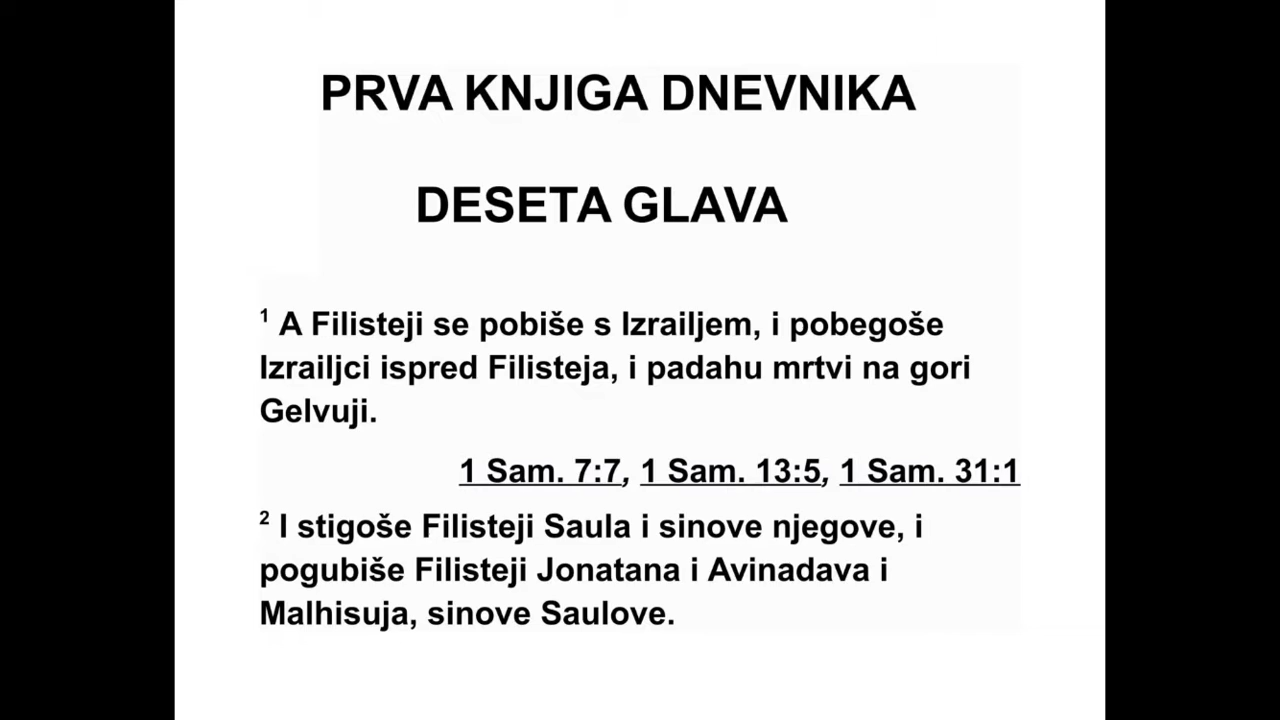 PRVA KNJIGA DNEVNIKA
DESETA GLAVA
1 A Filisteji se pobiše s Izrailjem, i pobegoše
Izrailjci ispred Filisteja, i padahu mrtvi na gori
Gelvuji.
1 Sam. 7:7, 1 Sam. 13:5, 1 Sam. 31:1
2 I stigoše Filisteji Saula i sinove njegove, i
pogubiše Filisteji Jonatana i Avinadava i
Malhisuja, sinove Saulove.